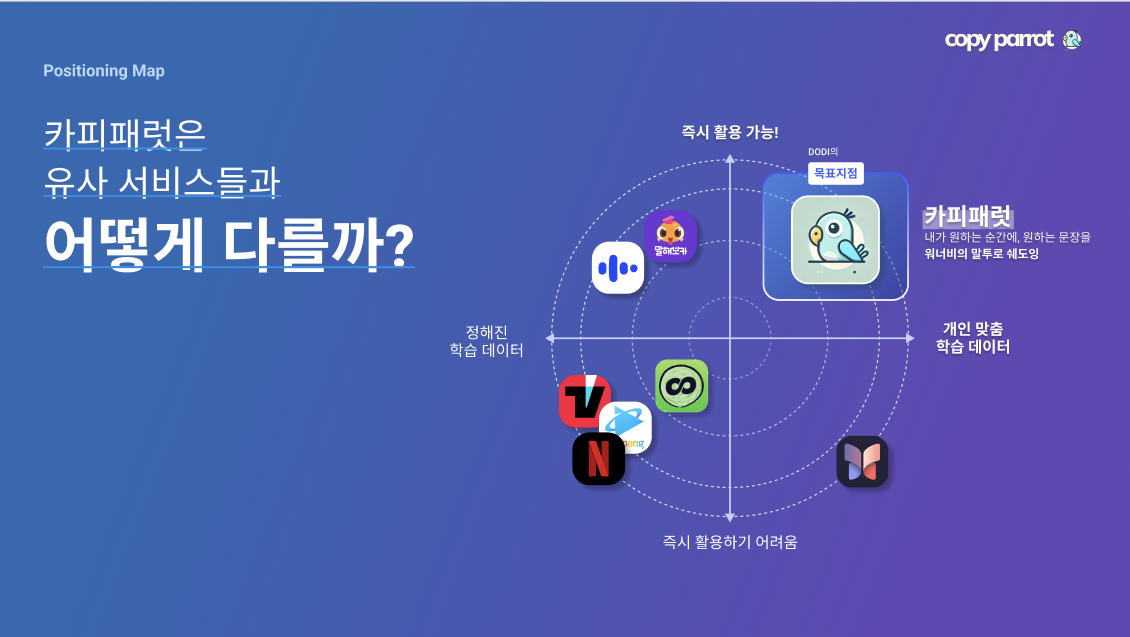 copy parrot
Positioning Map
카피패럿은
유사 서비스들과
어떻게 다를까?
즉시 활용 가능!
DODI의
목표지점
카피패럿
내가 원하는 순간에, 원하는 문장을
워너비의 말투로 쉐도잉
말해보카
정해진
학습 데이터
개인 맞춤
학습 데이터
즉시 활용하기 어려움